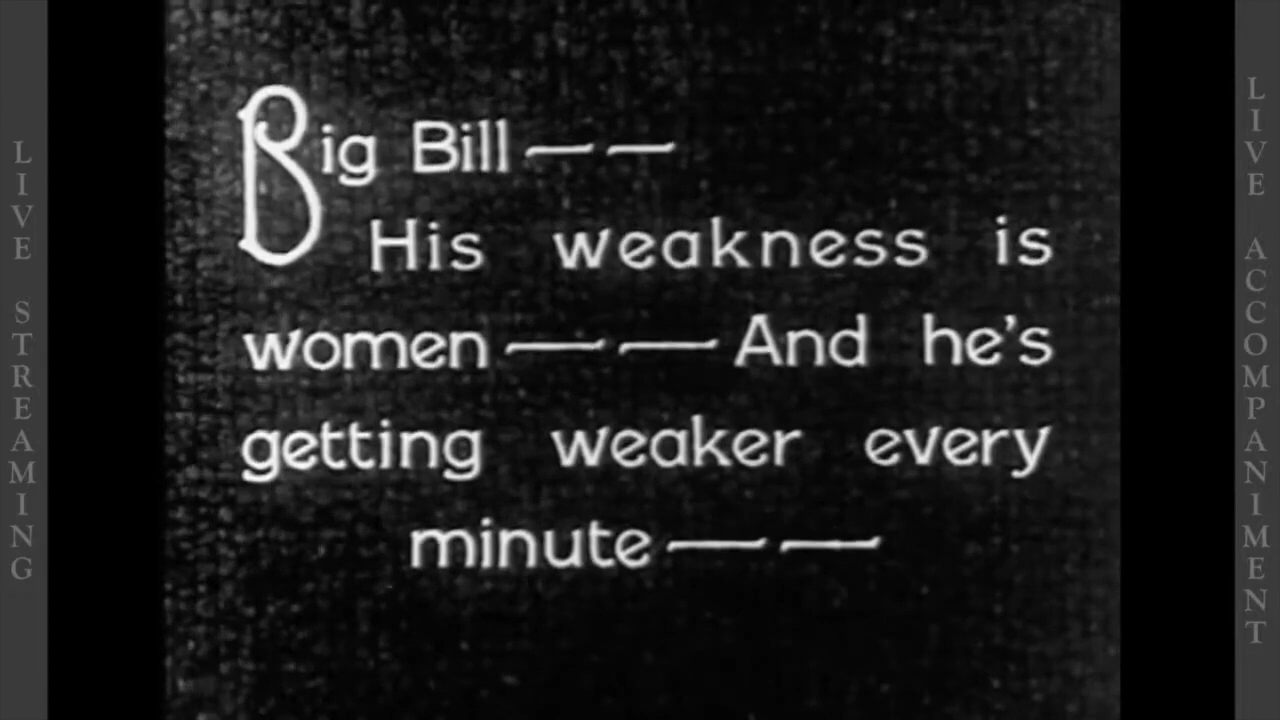 LIVE STREAMING
Big Bill — —
His weakness is
women — — And he's
getting weaker every
minute — —
LIVE ACCOMPANIMENT